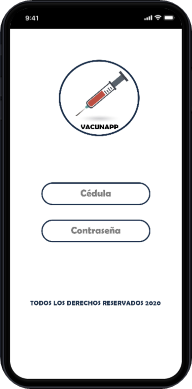 9:41
VACUNAPP
Cédula
Contraseña
TODOS LOS DERECHOS RESERVADOS 2020